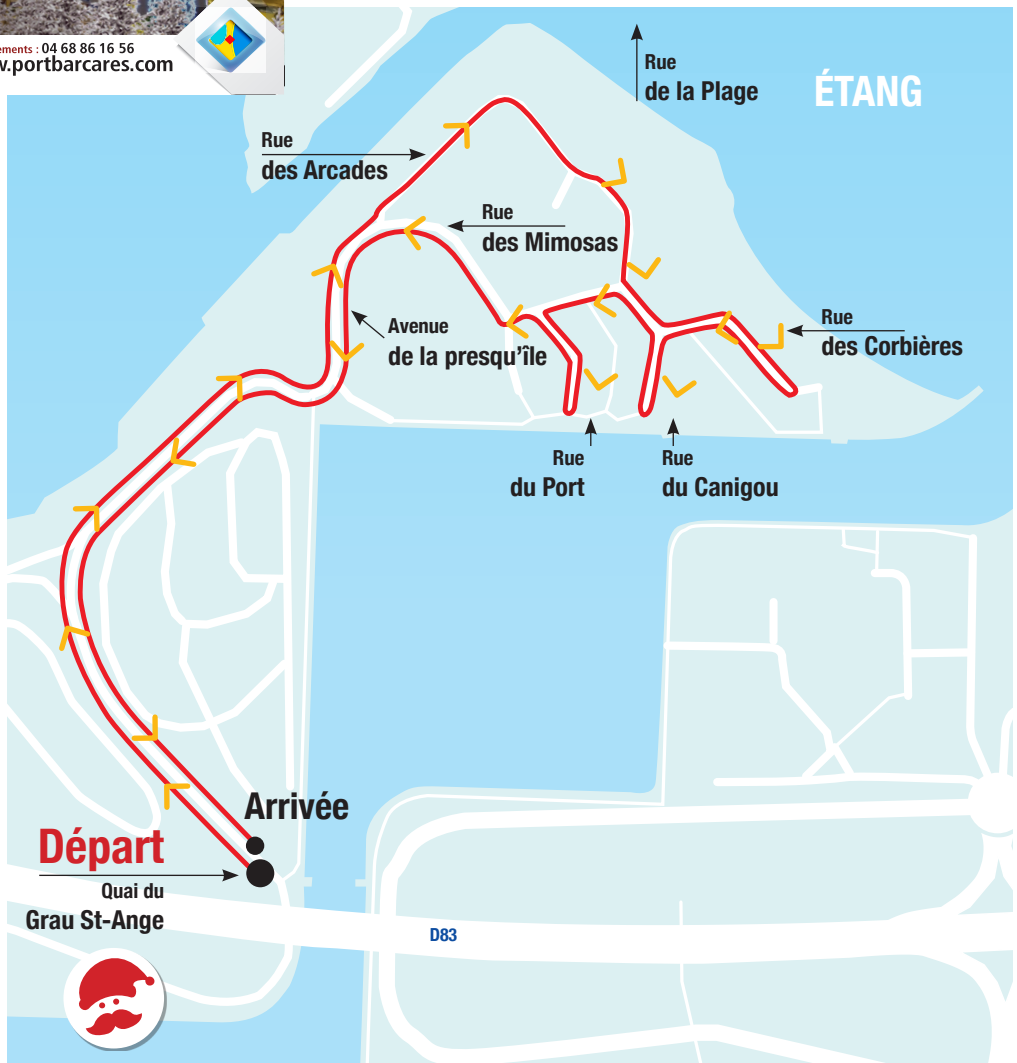 04 68 86 16 56
portbarcares.com
Rue
de la Plage
ÉTANG
Rue
des Arcades
Rue
des Mimosas
Avenue
de la presqu'île
Rue
des Corbières
Rue
du Port
Rue
du Canigou
Arrivée
Départ
Quai du
Grau St-Ange
D83